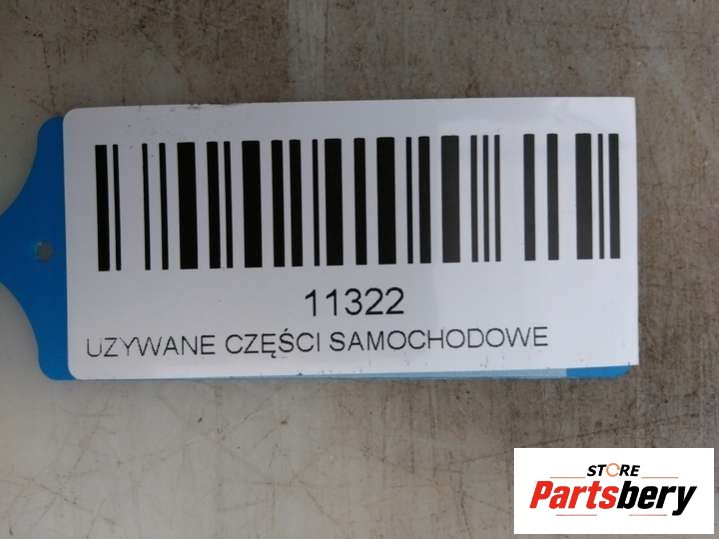 11322
UZYWANE CZĘŚCI SAMOCHODOWE
STORE
Partsbery